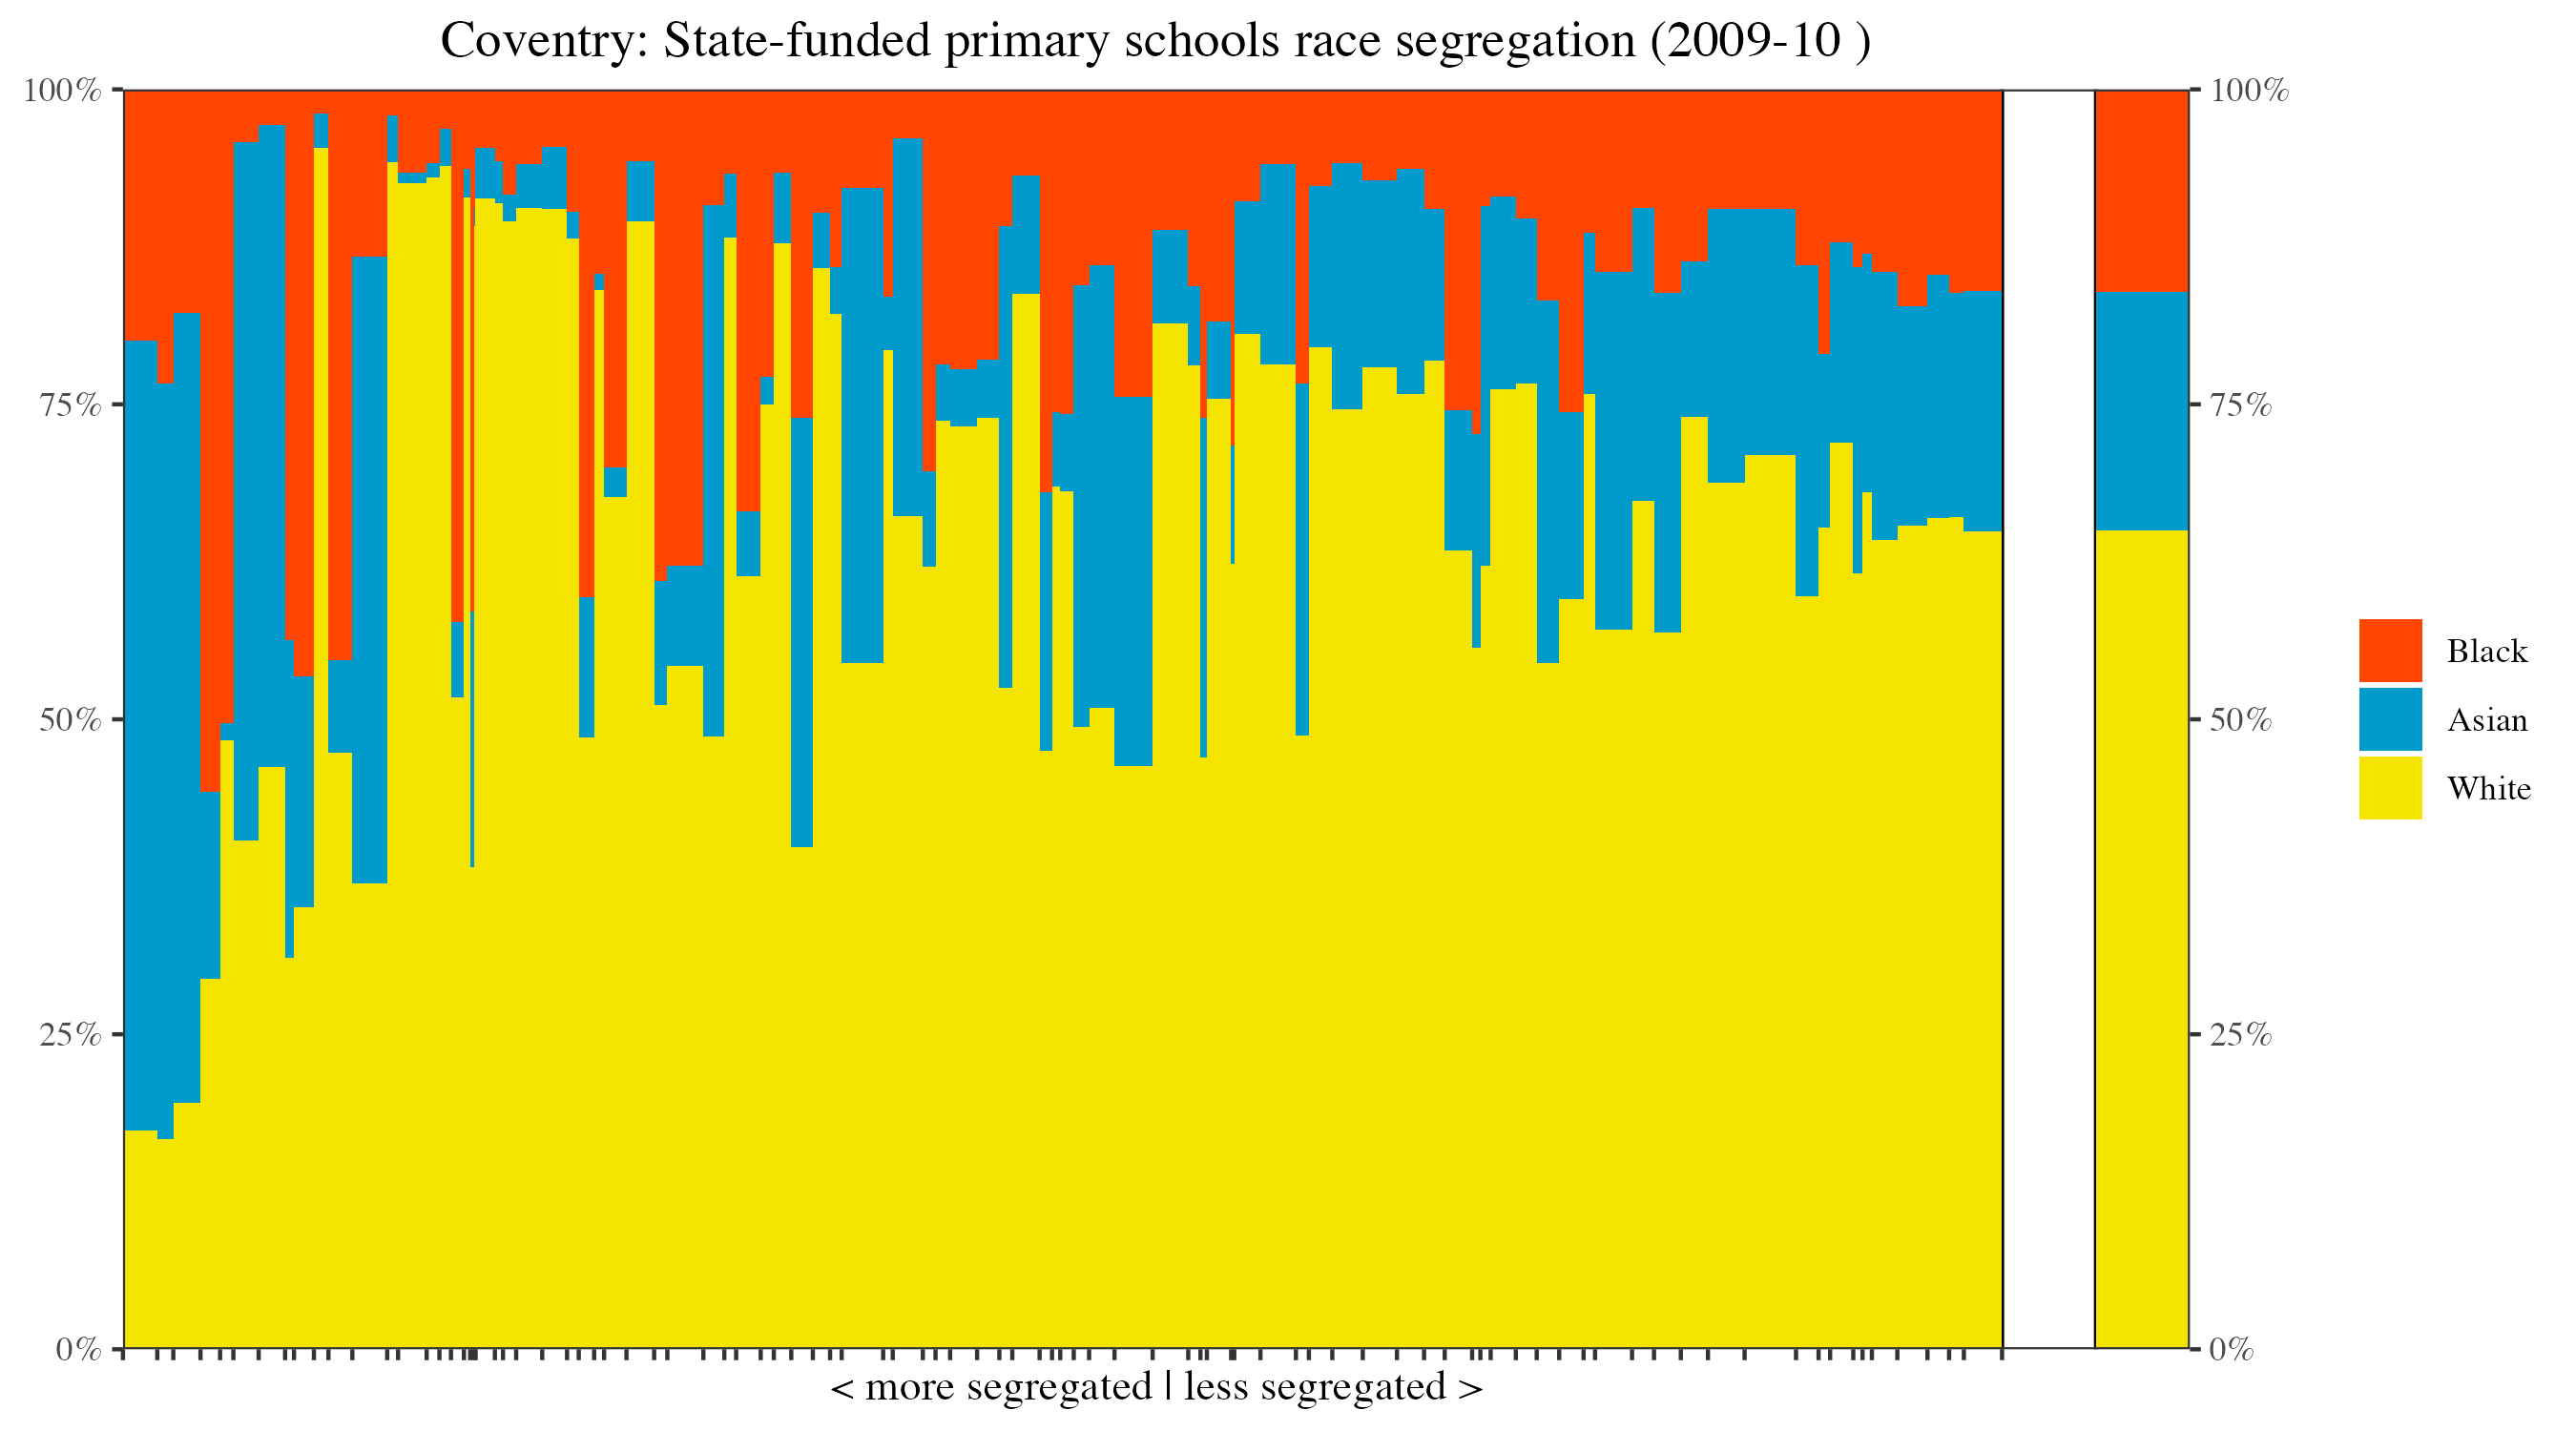 Coventry: State-funded primary schools race segregation (2009-10 )
100%
75%
50%
25%
0%
100%
75%
50%
25%
0%
Black
Asian
White
< more segregated | less segregated >